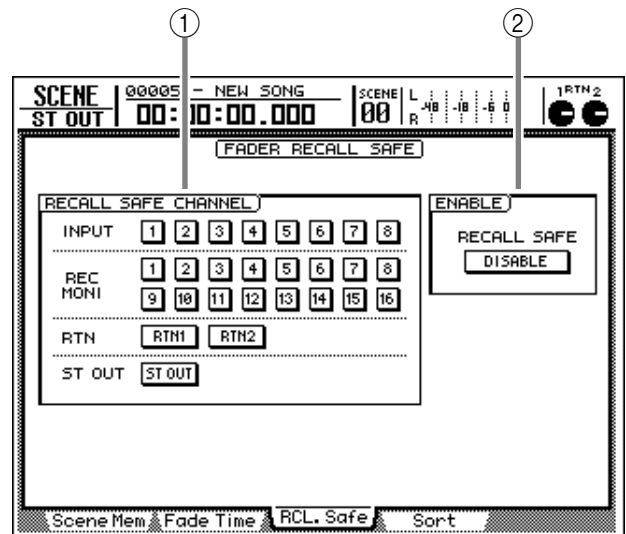 ① ②
SCENE 00005 - NEW SONG SCENE L -48 -18 -6 0 1 RTN 2
ST OUT 00:00:00.000 00 R
FADER RECALL SAFE
RECALL SAFE CHANNEL
INPUT 1 2 3 4 5 6 7 8
REC MONI 1 2 3 4 5 6 7 8
9 10 11 12 13 14 15 16
RTN RTN1 RTN2
ST OUT ST OUT
ENABLE
RECALL SAFE
DISABLE
Scene Mem Fade Time RCL. Safe Sort